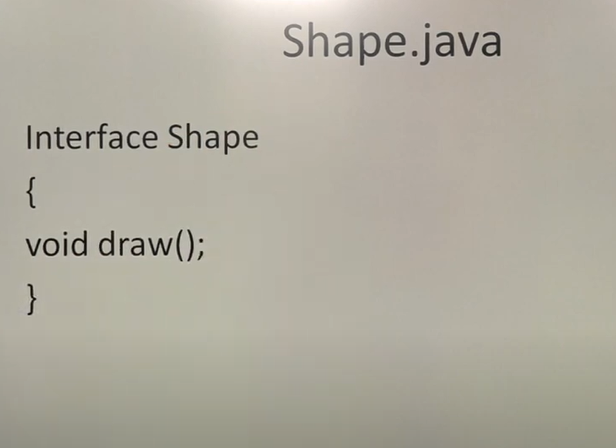 Shape.java
Interface Shape
{
void draw();
}